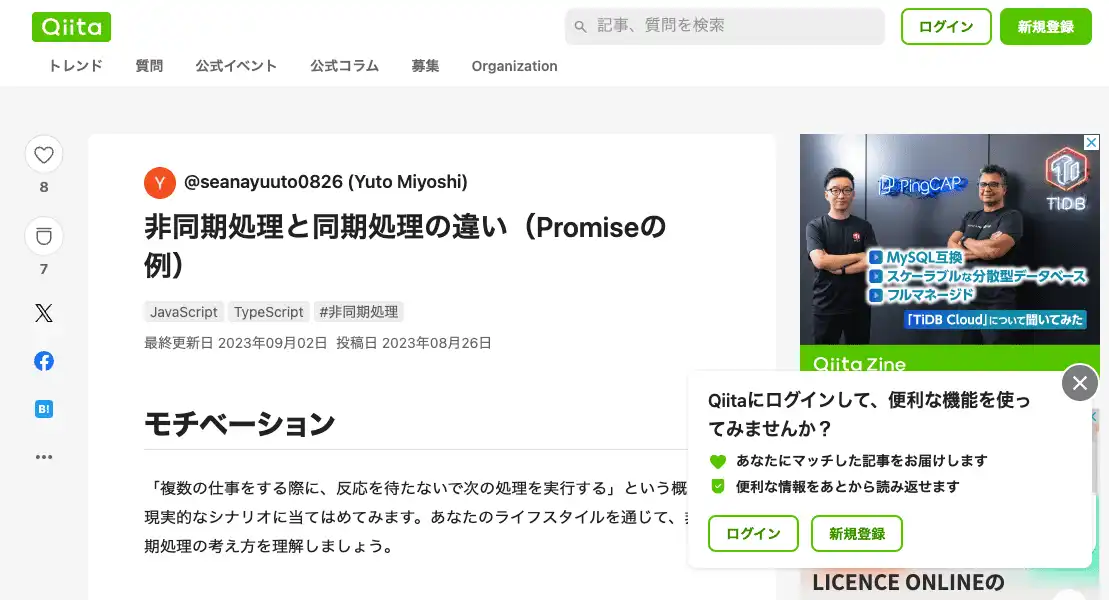 Qiita
記事、質問を検索
ログイン
新規登録
トレンド 質問 公式イベント 公式コラム 募集 Organization
8
7
B!
Y
@seanayuuto0826 (Yuto Miyoshi)
非同期処理と同期処理の違い（Promiseの
例）
JavaScript TypeScript #非同期処理
最終更新日 2023年09月02日 投稿日 2023年08月26日
モチベーション
「複数の仕事をする際に、反応を待たないで次の処理を実行する」という概
現実的なシナリオに当てはめてみます。あなたのライフスタイルを通じて、
期処理の考え方を理解しましょう。
PingCAP
TiDB
MySQL互換
スケーラブルな分散型データベース
フルマネージド
「TiDB Cloud」について聞いてみた
Qiita Zine
Qiitaにログインして、便利な機能を使っ
てみませんか？
あなたにマッチした記事をお届けします
便利な情報をあとから読み返せます
ログイン
新規登録
LICENCE ONLINEの